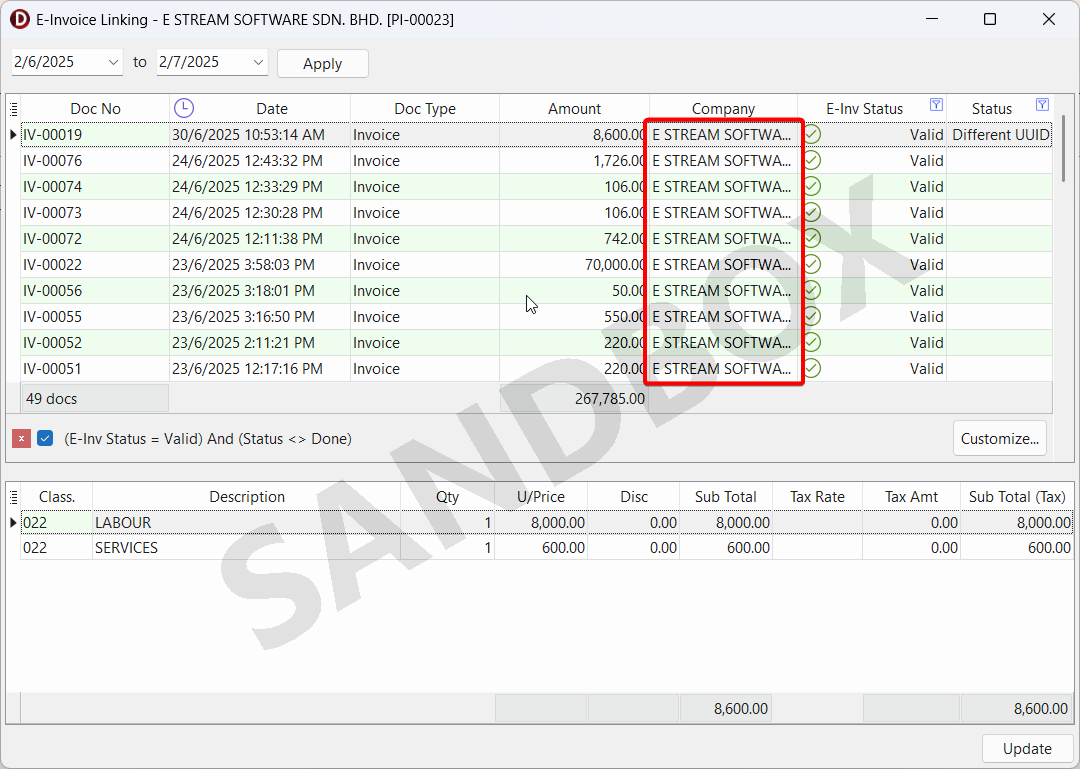 E-Invoice Linking - E STREAM SOFTWARE SDN. BHD. [PI-00023]
2/6/2025 to 2/7/2025 Apply
Doc No Date Doc Type Amount Company E-Inv Status Status
IV-00019 30/6/2025 10:53:14 AM Invoice 8,600.00 E STREAM SOFTWA... Valid Different UUID
IV-00076 24/6/2025 12:43:32 PM Invoice 1,726.00 E STREAM SOFTWA... Valid
IV-00074 24/6/2025 12:33:29 PM Invoice 106.00 E STREAM SOFTWA... Valid
IV-00073 24/6/2025 12:30:28 PM Invoice 106.00 E STREAM SOFTWA... Valid
IV-00072 24/6/2025 12:11:38 PM Invoice 742.00 E STREAM SOFTWA... Valid
IV-00022 23/6/2025 3:58:03 PM Invoice 70,000.00 E STREAM SOFTWA... Valid
IV-00056 23/6/2025 3:18:01 PM Invoice 50.00 E STREAM SOFTWA... Valid
IV-00055 23/6/2025 3:16:50 PM Invoice 550.00 E STREAM SOFTWA... Valid
IV-00052 23/6/2025 2:11:21 PM Invoice 220.00 E STREAM SOFTWA... Valid
IV-00051 23/6/2025 12:17:16 PM Invoice 220.00 E STREAM SOFTWA... Valid
49 docs 267,785.00
(E-Inv Status = Valid) And (Status <> Done) Customize...
Class. Description Qty U/Price Disc Sub Total Tax Rate Tax Amt Sub Total (Tax)
022 LABOUR 1 8,000.00 0.00 8,000.00 0.00 8,000.00
022 SERVICES 1 600.00 0.00 600.00 0.00 600.00
8,600.00 8,600.00
Update
SANDBOX